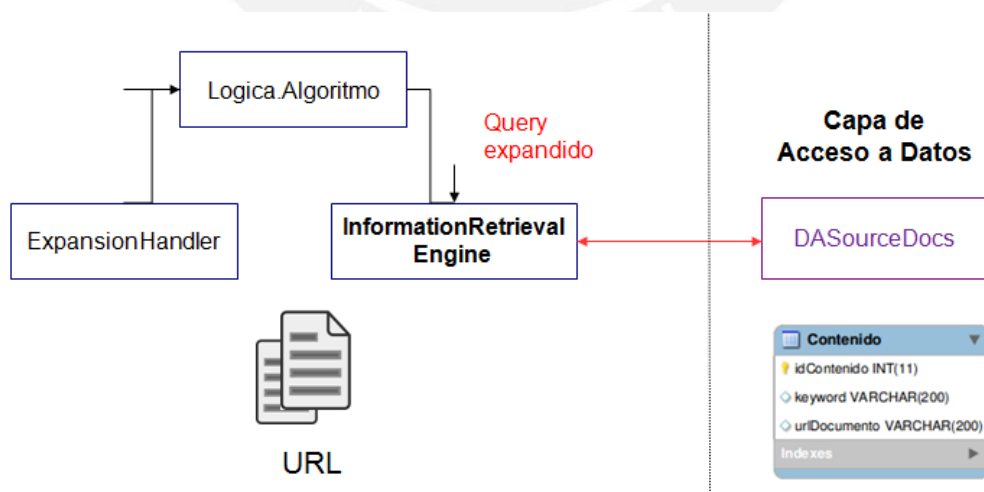 Logica.Algoritmo
Query
expandido
Capa de
Acceso a Datos
ExpansionHandler
InformationRetrieval
Engine
DASourceDocs
URL
Contenido
idContenido INT(11)
keyword VARCHAR(200)
urlDocumento VARCHAR(200)
Indexes